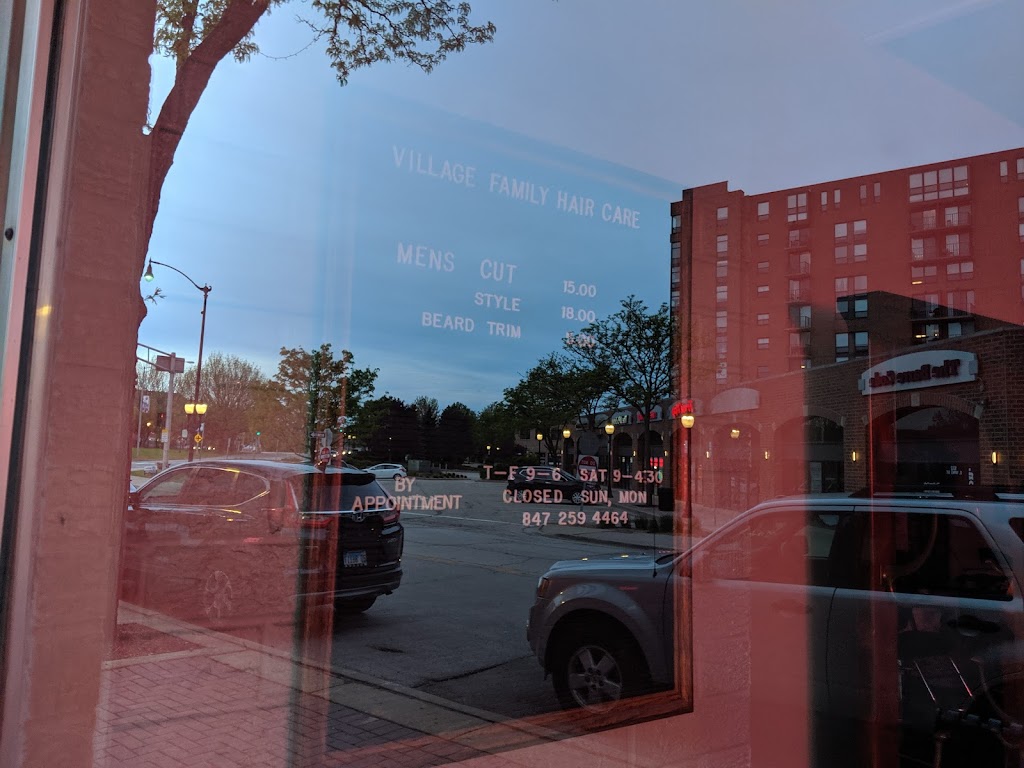 VILLAGE FAMILY HAIR CARE
MENS CUT 15.00
STYLE 18.00
BEARD TRIM
BY APPOINTMENT
T-F 9-6 SAT 9-4:30
CLOSED SUN, MON
847 259 4464